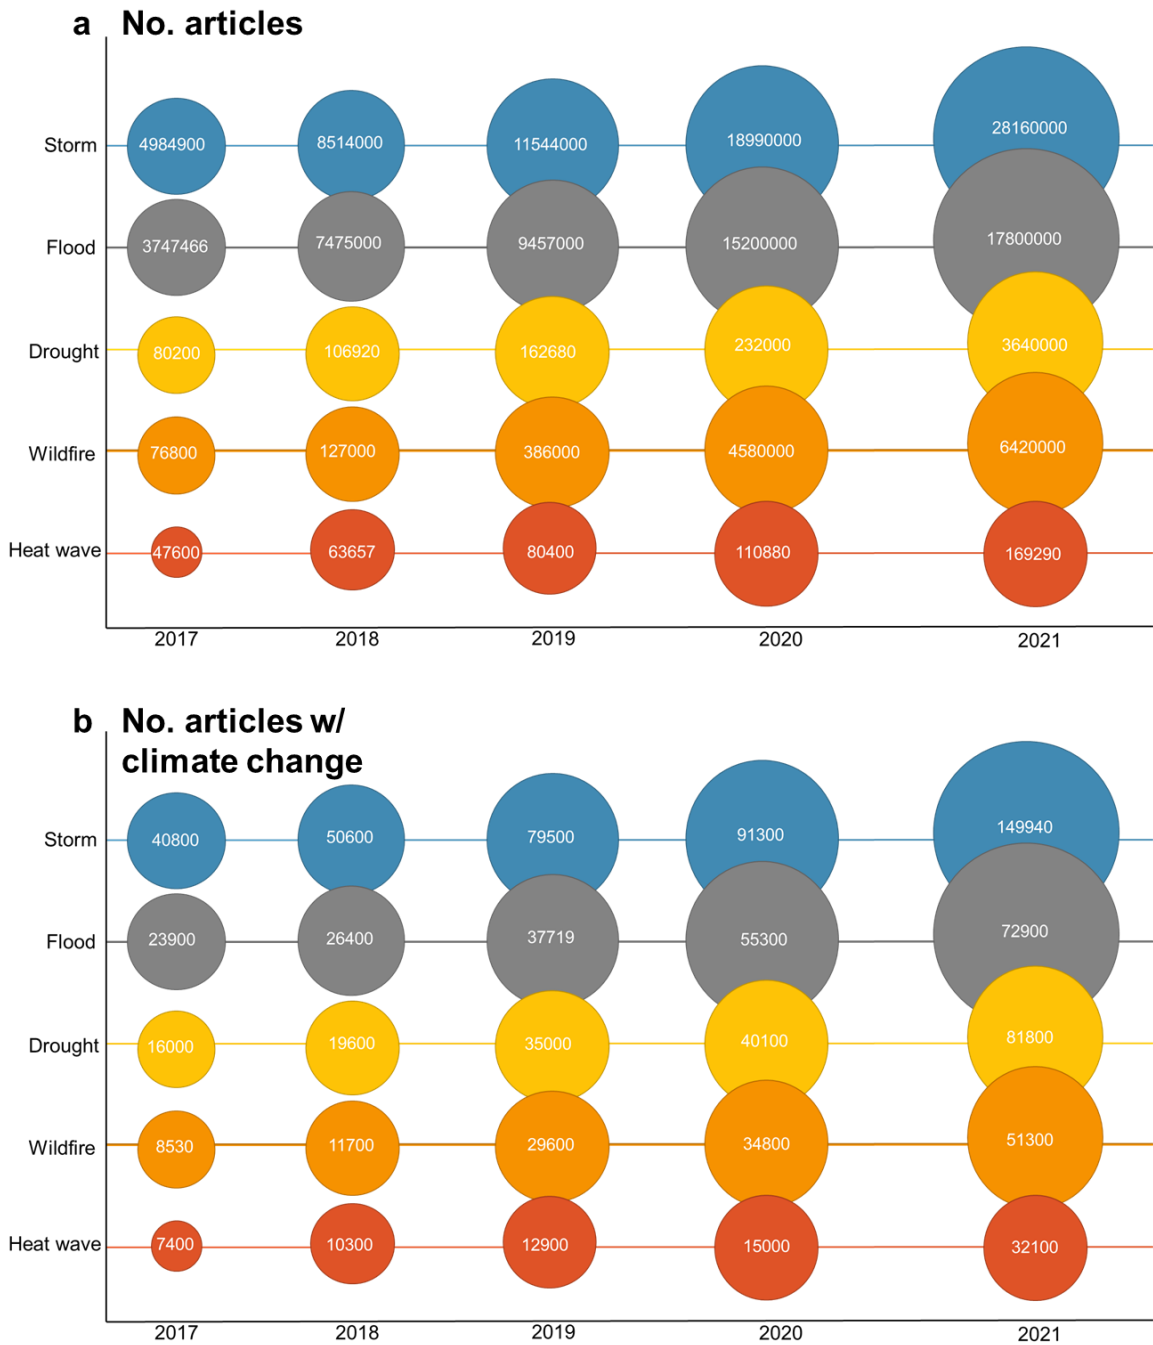 a No. articles
Storm 4984900 8514000 11544000 18990000 28160000
Flood 3747466 7475000 9457000 15200000 17800000
Drought 80200 106920 162680 232000 3640000
Wildfire 76800 127000 386000 4580000 6420000
Heat wave 47600 63657 80400 110880 169290
2017 2018 2019 2020 2021
b No. articles w/
climate change
Storm 40800 50600 79500 91300 149940
Flood 23900 26400 37719 55300 72900
Drought 16000 19600 35000 40100 81800
Wildfire 8530 11700 29600 34800 51300
Heat wave 7400 10300 12900 15000 32100
2017 2018 2019 2020 2021